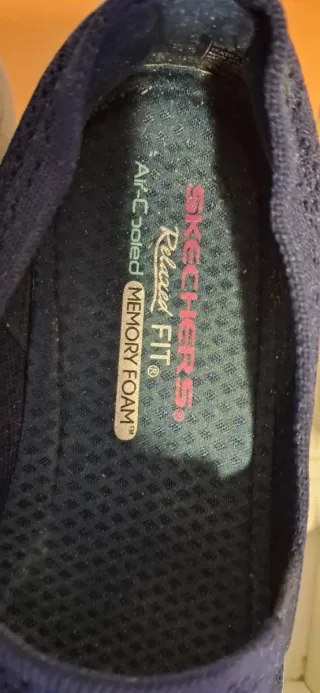 SKECHERS®
Relaxed FIT®
Air-Cooled
MEMORY FOAM™